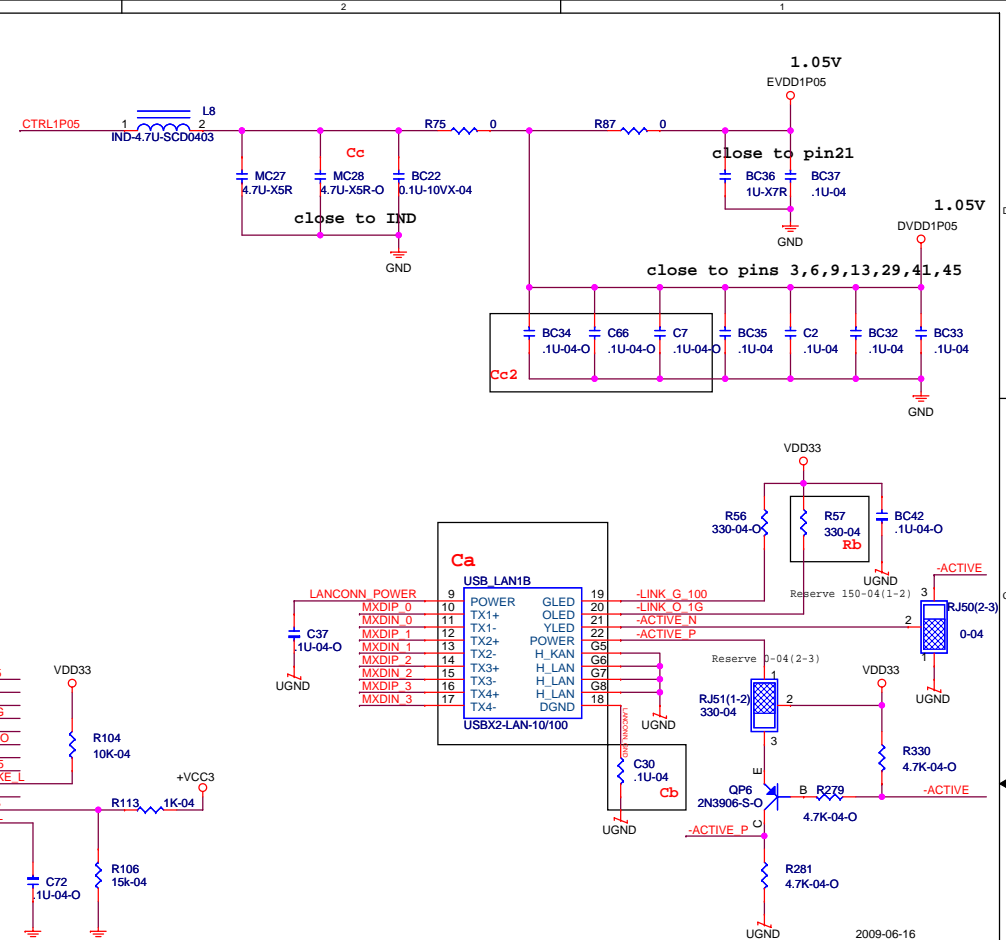 2
1
1.05V
EVDD1P05
CTRL1P05
1
2
L8
IND-4.7U-SCD0403
R75
0
R87
0
Cc
close to pin21
MC27
4.7U-X5R
MC28
4.7U-X5R-O
BC22
0.1U-10VX-04
BC36
1U-X7R
BC37
.1U-04
close to IND
GND
GND
1.05V
DVDD1P05
close to pins 3,6,9,13,29,41,45
BC34
.1U-04-O
C66
.1U-04-O
C7
.1U-04-O
BC35
.1U-04
C2
.1U-04
BC32
.1U-04
BC33
.1U-04
Cc2
GND
VDD33
R56
330-04-O
R57
330-04
Rb
BC42
.1U-04-O
UGND
-ACTIVE
Reserve 150-04(1-2)
3
RJ50(2-3)
2
0-04
1
UGND
Ca
USB_LAN1B
LANCONN_POWER
9
POWER
GLED
19
-LINK_G_100
MXDIP_0
10
TX1+
OLED
20
-LINK_O_1G
MXDIN_0
11
TX1-
YLED
21
-ACTIVE_N
MXDIP_1
12
TX2+
POWER
22
-ACTIVE_P
MXDIN_1
13
TX2-
H_KAN
G5
MXDIP_2
14
TX3+
H_LAN
G6
MXDIN_2
15
TX3-
H_LAN
G7
MXDIP_3
16
TX4+
H_LAN
G8
MXDIN_3
17
TX4-
DGND
18
USBX2-LAN-10/100
C37
.1U-04-O
UGND
UGND
LANCONN_GND
C30
.1U-04
Cb
UGND
Reserve 0-04(2-3)
1
RJ51(1-2)
330-04
2
3
VDD33
R330
4.7K-04-O
-ACTIVE
E
QP6
2N3906-S-O
B
R279
4.7K-04-O
C
-ACTIVE_P
R281
4.7K-04-O
UGND
VDD33
R104
10K-04
KE_L
+VCC3
R113
1K-04
R106
15k-04
C72
.1U-04-O
2009-06-16